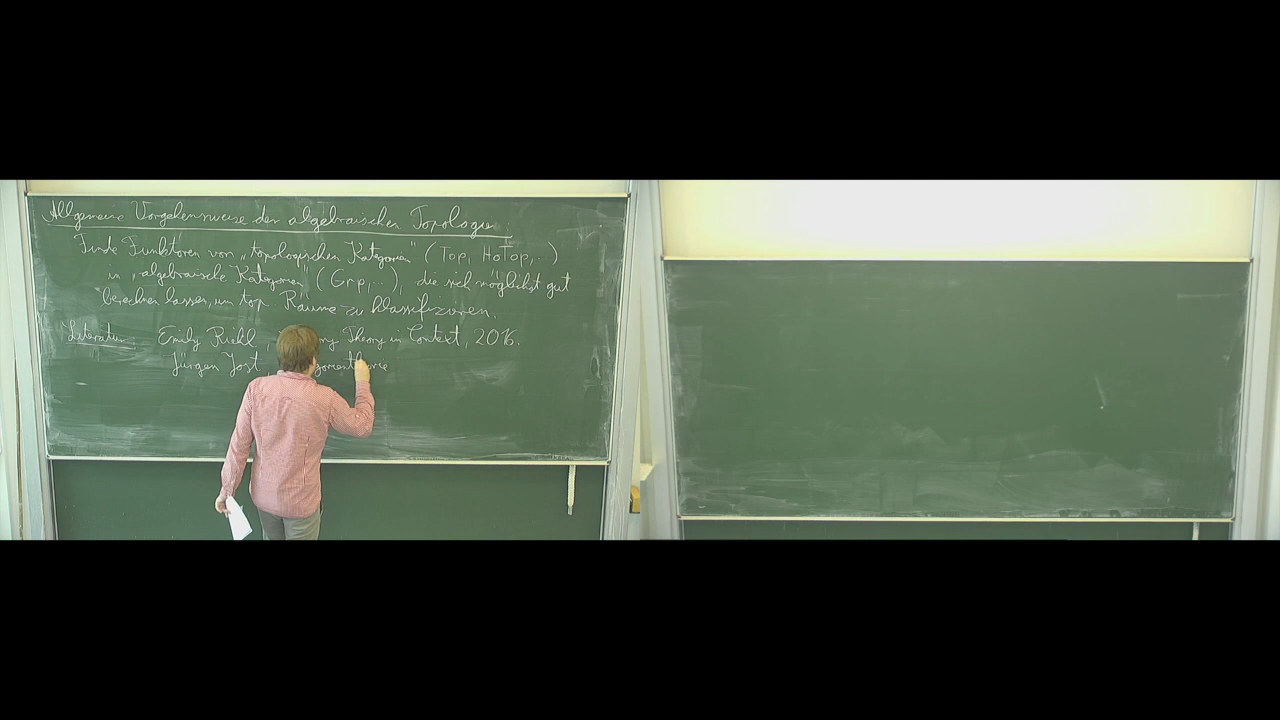 Allgemeine Vorgehensweise der algebraischen Topologie
Finde Funktoren von „topologischen Kategorien" (Top, HoTop,..)
in „algebraische Kategorien" (Grp,...), die sich möglichst gut
berechnen lassen, um top. Räume zu klassifizieren.
Literatur: Emily Riehl, Theory in Context, 2016.
Jürgen Jost